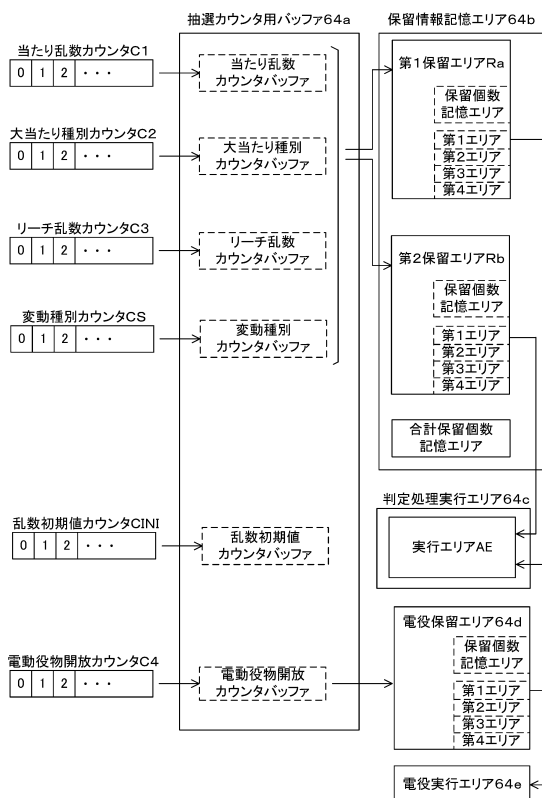 当たり乱数カウンタC1
0 1 2 ・・・
大当たり種別カウンタC2
0 1 2 ・・・
リーチ乱数カウンタC3
0 1 2 ・・・
変動種別カウンタCS
0 1 2 ・・・
乱数初期値カウンタCINI
0 1 2 ・・・
電動役物開放カウンタC4
0 1 2 ・・・
抽選カウンタ用バッファ64a
当たり乱数
カウンタバッファ
大当たり種別
カウンタバッファ
リーチ乱数
カウンタバッファ
変動種別
カウンタバッファ
乱数初期値
カウンタバッファ
電動役物開放
カウンタバッファ
保留情報記憶エリア64b
第1保留エリアRa
保留個数
記憶エリア
第1エリア
第2エリア
第3エリア
第4エリア
第2保留エリアRb
保留個数
記憶エリア
第1エリア
第2エリア
第3エリア
第4エリア
合計保留個数
記憶エリア
判定処理実行エリア64c
実行エリアAE
電役保留エリア64d
保留個数
記憶エリア
第1エリア
第2エリア
第3エリア
第4エリア
電役実行エリア64e